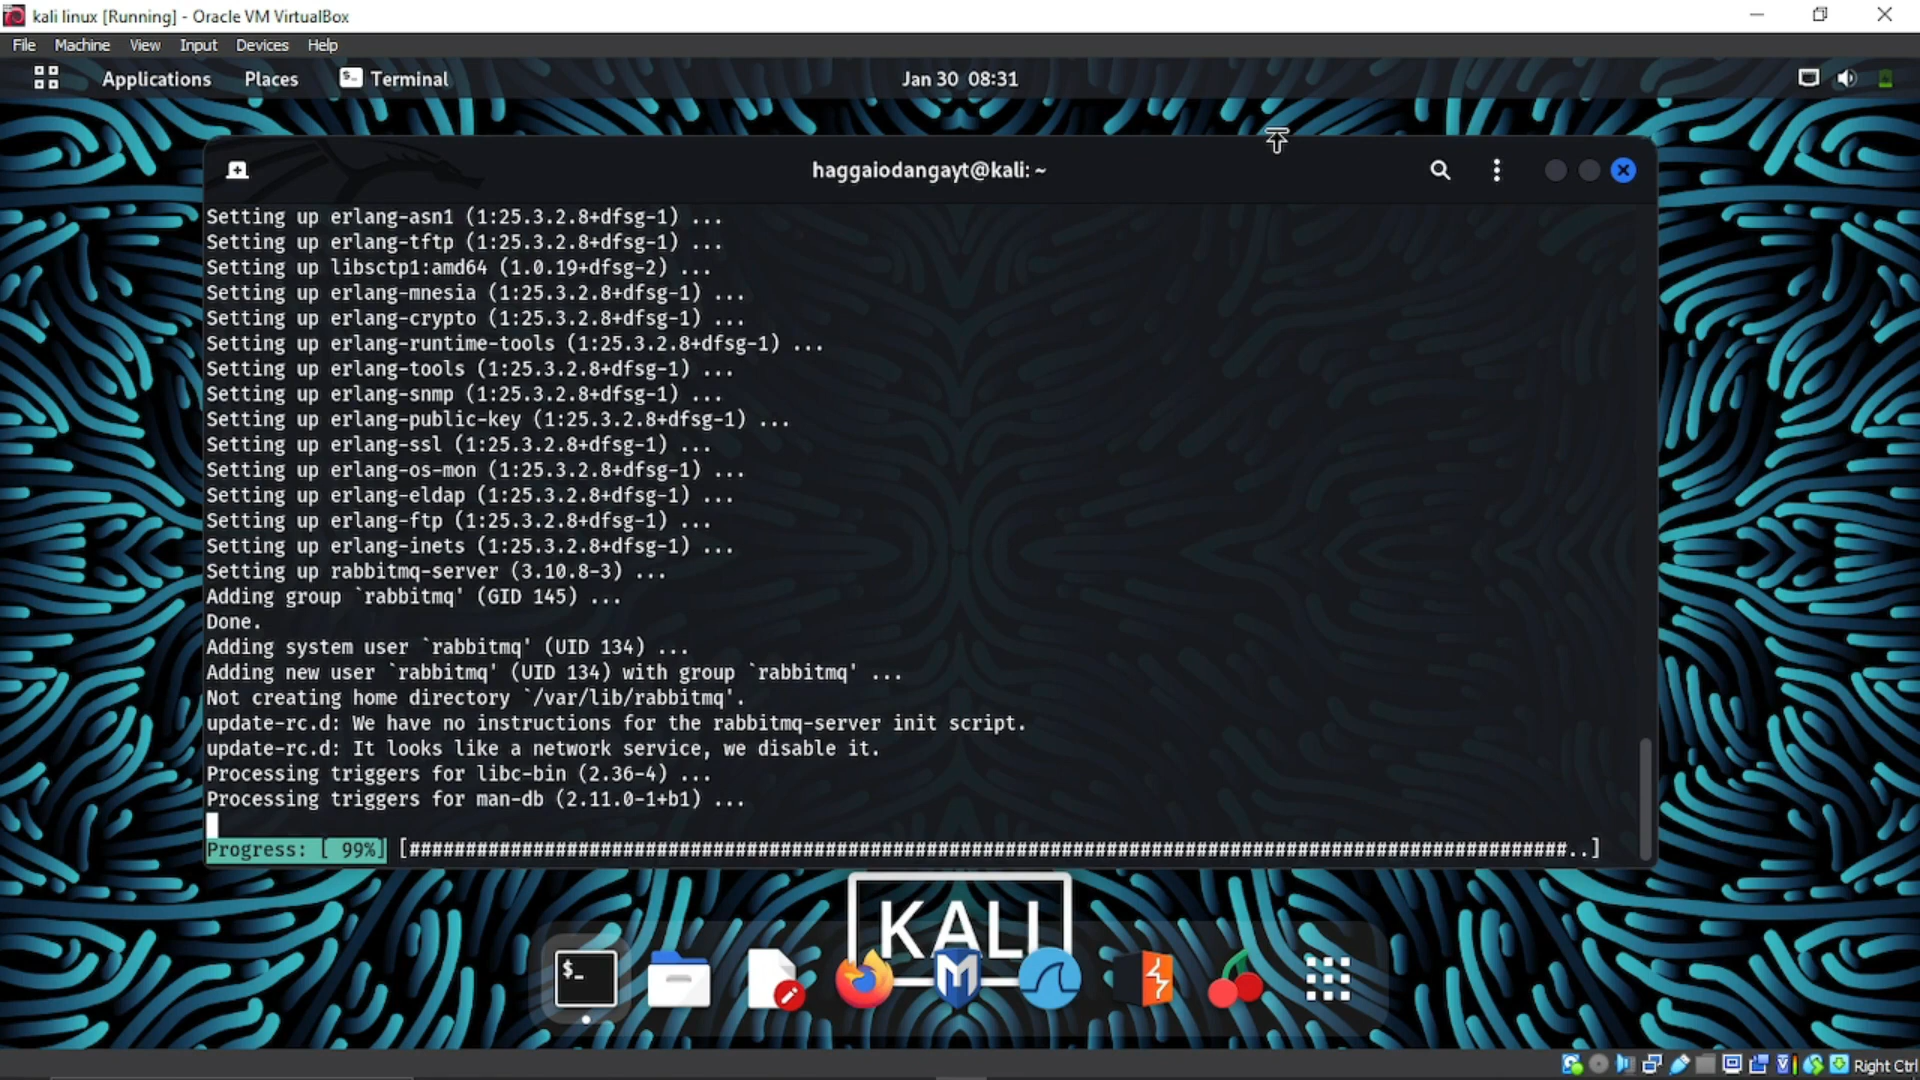 kali linux [Running] - Oracle VM VirtualBox
File Machine View Input Devices Help
Applications Places Terminal Jan 30 08:31
haggaiodangayt@kali: ~
Setting up erlang-asn1 (1:25.3.2.8+dfsg-1) ...
Setting up erlang-tftp (1:25.3.2.8+dfsg-1) ...
Setting up libsctp1:amd64 (1.0.19+dfsg-2) ...
Setting up erlang-mnesia (1:25.3.2.8+dfsg-1) ...
Setting up erlang-crypto (1:25.3.2.8+dfsg-1) ...
Setting up erlang-runtime-tools (1:25.3.2.8+dfsg-1) ...
Setting up erlang-tools (1:25.3.2.8+dfsg-1) ...
Setting up erlang-snmp (1:25.3.2.8+dfsg-1) ...
Setting up erlang-public-key (1:25.3.2.8+dfsg-1) ...
Setting up erlang-ssl (1:25.3.2.8+dfsg-1) ...
Setting up erlang-os-mon (1:25.3.2.8+dfsg-1) ...
Setting up erlang-eldap (1:25.3.2.8+dfsg-1) ...
Setting up erlang-ftp (1:25.3.2.8+dfsg-1) ...
Setting up erlang-inets (1:25.3.2.8+dfsg-1) ...
Setting up rabbitmq-server (3.10.8-3) ...
Adding group `rabbitmq' (GID 145) ...
Done.
Adding system user `rabbitmq' (UID 134) ...
Adding new user `rabbitmq' (UID 134) with group `rabbitmq' ...
Not creating home directory `/var/lib/rabbitmq'.
update-rc.d: We have no instructions for the rabbitmq-server init script.
update-rc.d: It looks like a network service, we disable it.
Processing triggers for libc-bin (2.36-4) ...
Processing triggers for man-db (2.11.0-1+b1) ...
Progress: [ 99%] [#######################################################################################################..]
KALI
$_ M
Right Ctrl